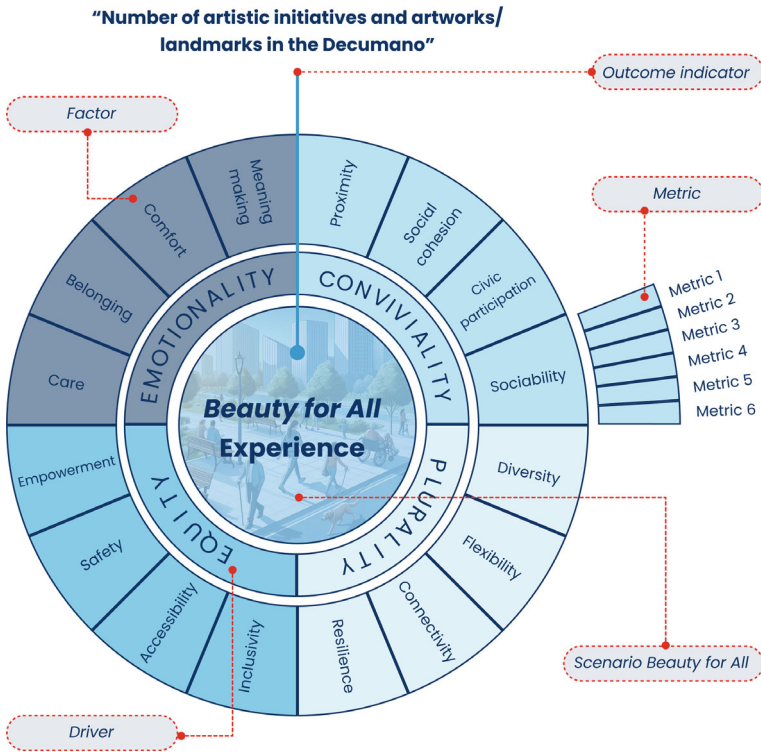 “Number of artistic initiatives and artworks/
landmarks in the Decumano”
Outcome indicator
Factor
Metric
Meaning
making
Proximity
Comfort
Social
cohesion
Belonging
Civic
participation
Care
Sociability
EMOTIONALITY
CONVIVIALITY
Metric 1
Metric 2
Metric 3
Metric 4
Metric 5
Metric 6
Beauty for All
Experience
Empowerment
Diversity
EQUITY
PLURALITY
Safety
Flexibility
Accessibility
Connectivity
Inclusivity
Resilience
Scenario Beauty for All
Driver